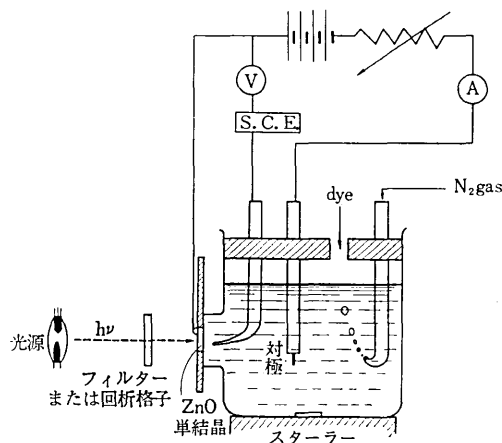 V
A
S. C. E.
N₂gas
dye
光源
hν
フィルター
または回析格子
ZnO
単結晶
対極
スターラー